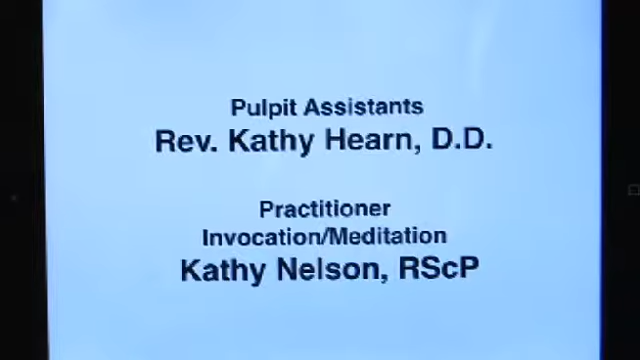 Pulpit Assistants
Rev. Kathy Hearn, D.D.
Practitioner
Invocation/Meditation
Kathy Nelson, RScP